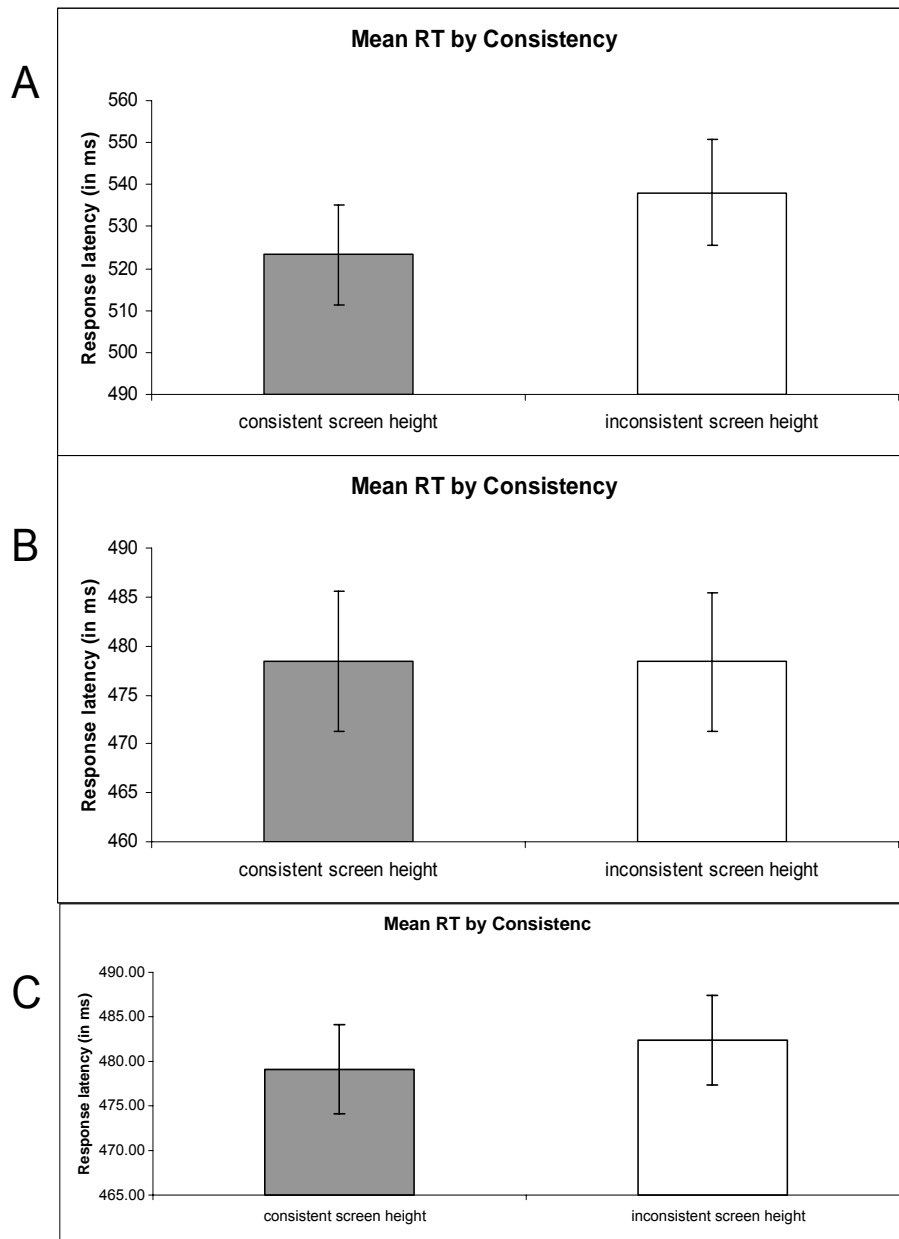 A
Mean RT by Consistency
Response latency (in ms)
560
550
540
530
520
510
500
490
consistent screen height inconsistent screen height
B
Mean RT by Consistency
Response latency (in ms)
490
485
480
475
470
465
460
consistent screen height inconsistent screen height
C
Mean RT by Consistenc
Response latency (in ms)
490.00
485.00
480.00
475.00
470.00
465.00
consistent screen height inconsistent screen height